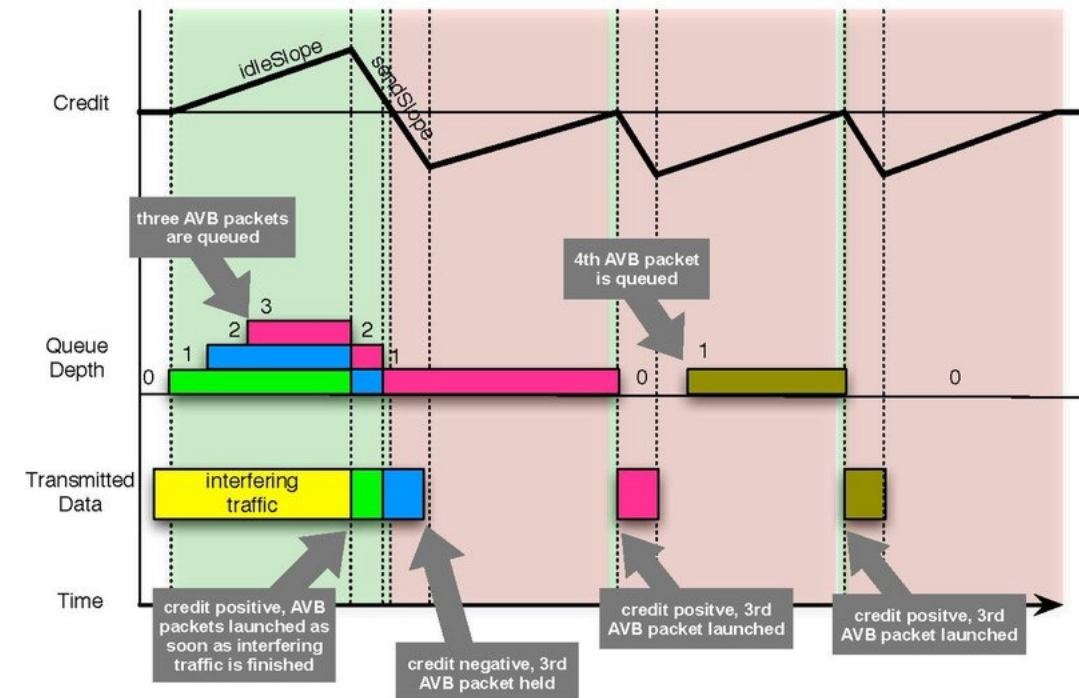 idleSlope
sendSlope
Credit
three AVB packets
are queued
4th AVB packet
is queued
3
2
2
1
1
1
0
0
0
Queue
Depth
Transmitted
Data
interfering
traffic
Time
credit positive, AVB
packets launched as
soon as interfering
traffic is finished
credit negative, 3rd
AVB packet held
credit positve, 3rd
AVB packet launched
credit positve, 3rd
AVB packet launched